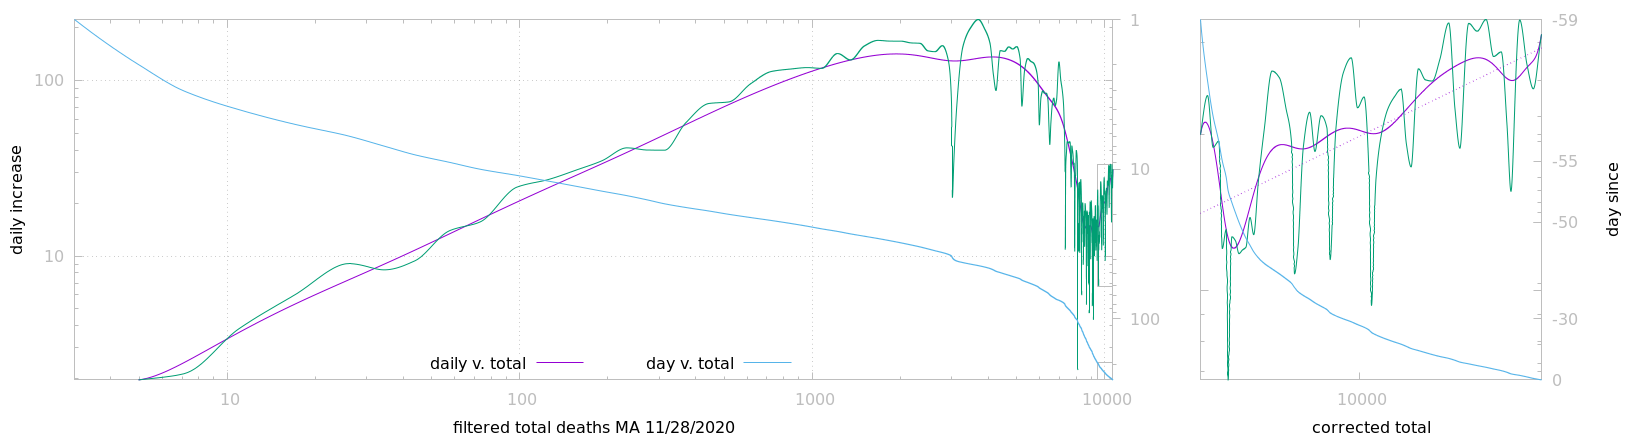 1
-59
100
daily increase
10
10
-55
-50
day since
100
-30
daily v. total
day v. total
0
10
100
1000
10000
10000
filtered total deaths MA 11/28/2020
corrected total